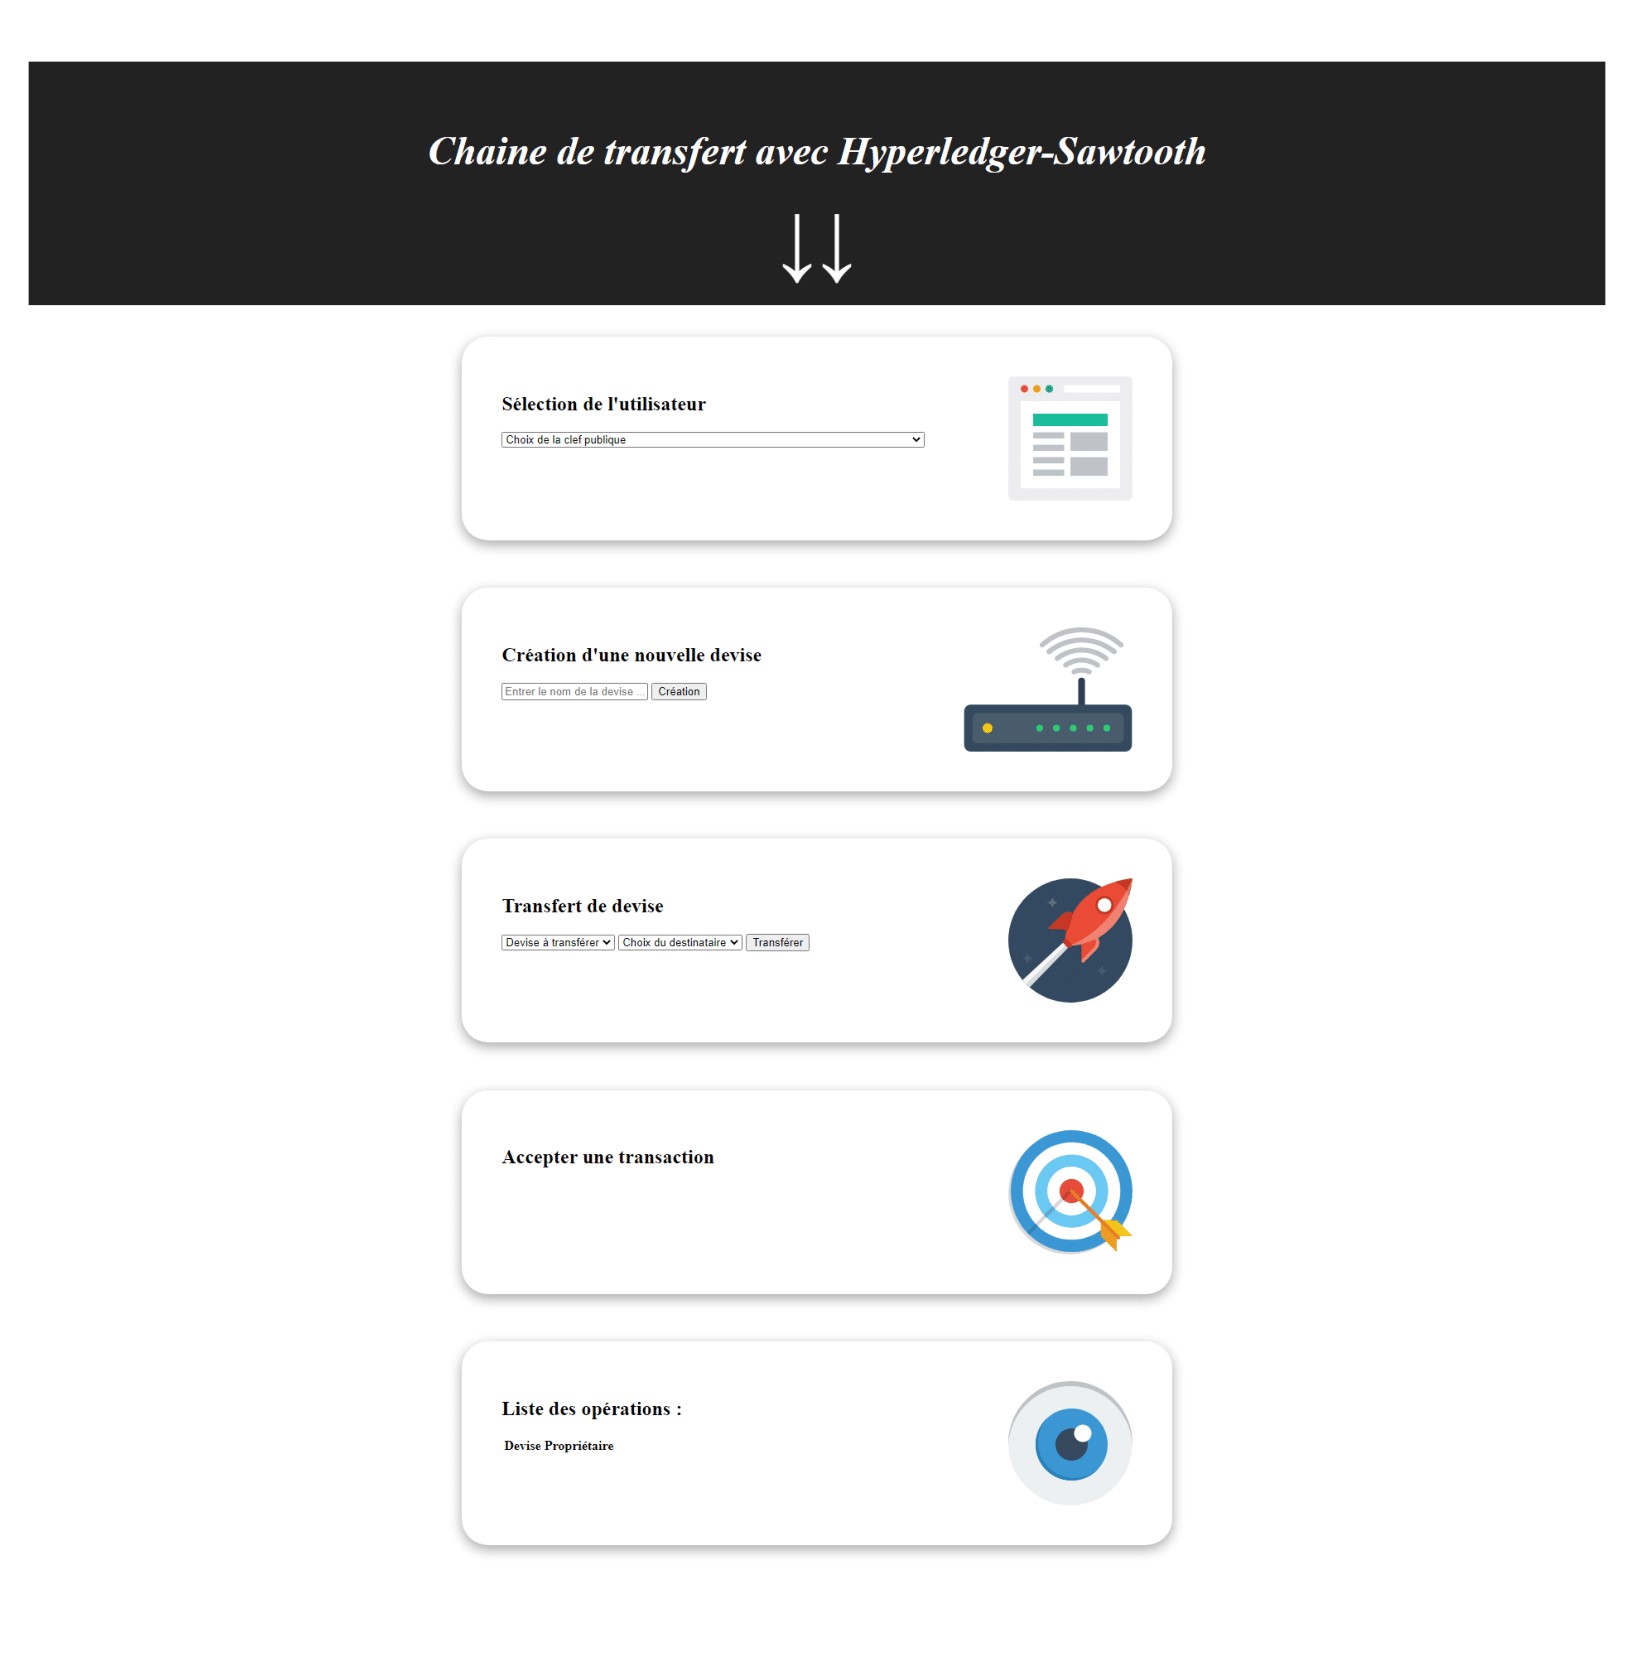 Chaine de transfert avec Hyperledger-Sawtooth
↓↓
Sélection de l'utilisateur
Choix de la clef publique
Création d'une nouvelle devise
Entrer le nom de la devise ... Création
Transfert de devise
Devise à transférer Choix du destinataire Transférer
Accepter une transaction
Liste des opérations :
Devise Propriétaire